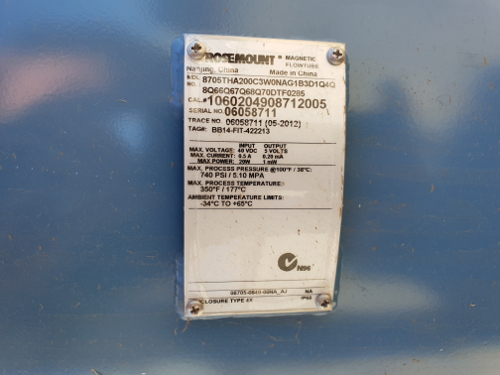 ROSEMOUNT MAGNETIC
FLOWTUBE
Nanjing, China Made in China
8705THA200C3W0NAG1B3D1Q4Q
8Q66Q67Q68Q70DTF0285
CAL.# 1060204908712005
SERIAL NO. 06058711
TRACE NO. 06058711 (05-2012)
TAG#: BB14-FIT-422213
INPUT OUTPUT
MAX. VOLTAGE: 40 VDC 5 VOLTS
MAX. CURRENT: 0.5 A 0.20 mA
MAX. POWER: 20W 1 mW
MAX. PROCESS PRESSURE @100°F / 38°C:
740 PSI / 5.10 MPA
MAX. PROCESS TEMPERATURE:
350°F / 177°C
AMBIENT TEMPERATURE LIMITS:
-34°C TO +65°C
N96
NA
CLOSURE TYPE 4X